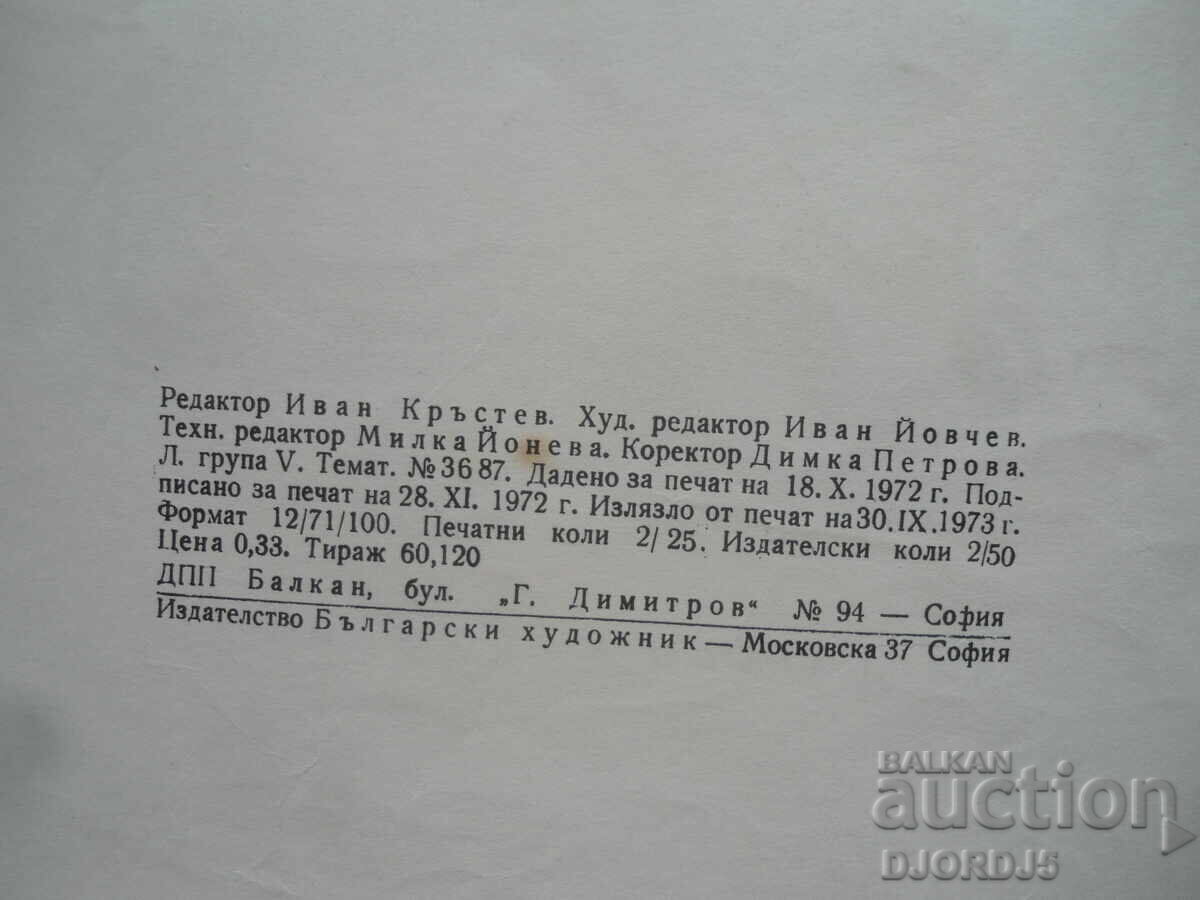 Редактор Иван Кръстев. Худ. редактор Иван Йовчев.
Техн. редактор Милка Йонева. Коректор Димка Петрова.
Л. група V. Темат. № 3687. Дадено за печат на 18. X. 1972 г. Под-
писано за печат на 28. XI. 1972 г. Излязло от печат на 30. IX. 1973 г.
Формат 12/71/100. Печатни коли 2/25. Издателски коли 2/50
Цена 0,33. Тираж 60,120
ДПП Балкан, бул. „Г. Димитров“ № 94 — София
Издателство Български художник — Московска 37 София
BALKAN
auction
DJORDJ5